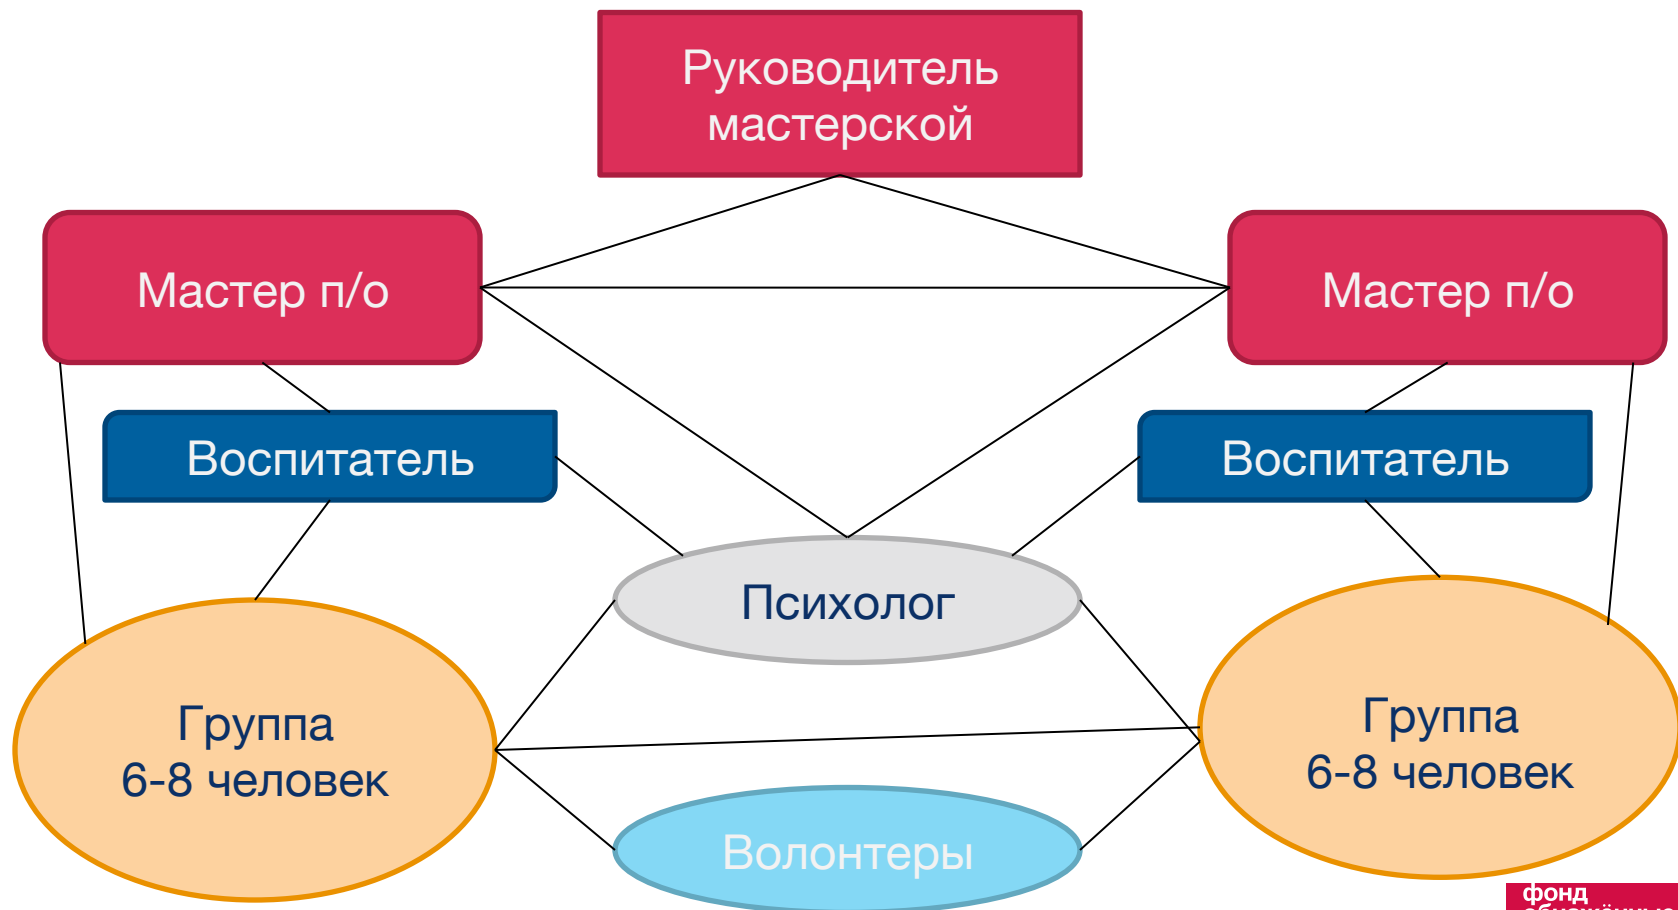 Руководитель
мастерской
Мастер п/о
Мастер п/о
Воспитатель
Воспитатель
Психолог
Группа
6-8 человек
Группа
6-8 человек
Волонтеры
фонд